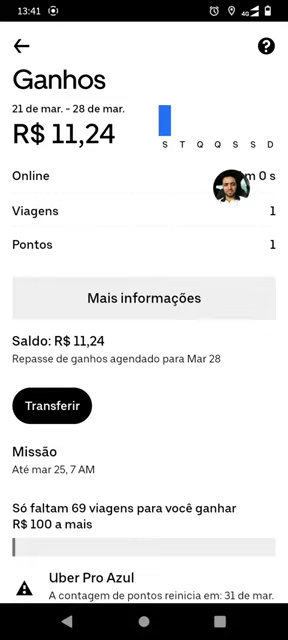 13:41
4G
Ganhos
21 de mar. - 28 de mar.
R$ 11,24
S T Q Q S S D
Online m 0 s
Viagens 1
Pontos 1
Mais informações
Saldo: R$ 11,24
Repasse de ganhos agendado para Mar 28
Transferir
Missão
Até mar 25, 7 AM
Só faltam 69 viagens para você ganhar
R$ 100 a mais
Uber Pro Azul
A contagem de pontos reinicia em: 31 de mar.